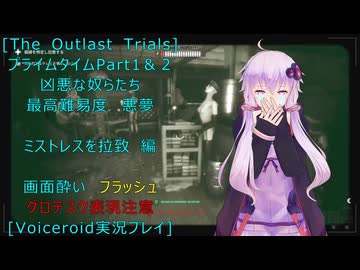 [The Outlast Trials]
プライムタイムPart1＆2
凶悪な奴らたち
最高難易度 悪夢
ミストレスを拉致 編
画面酔い フラッシュ
グロテスク表現注意
[Voiceroid実況プレイ]